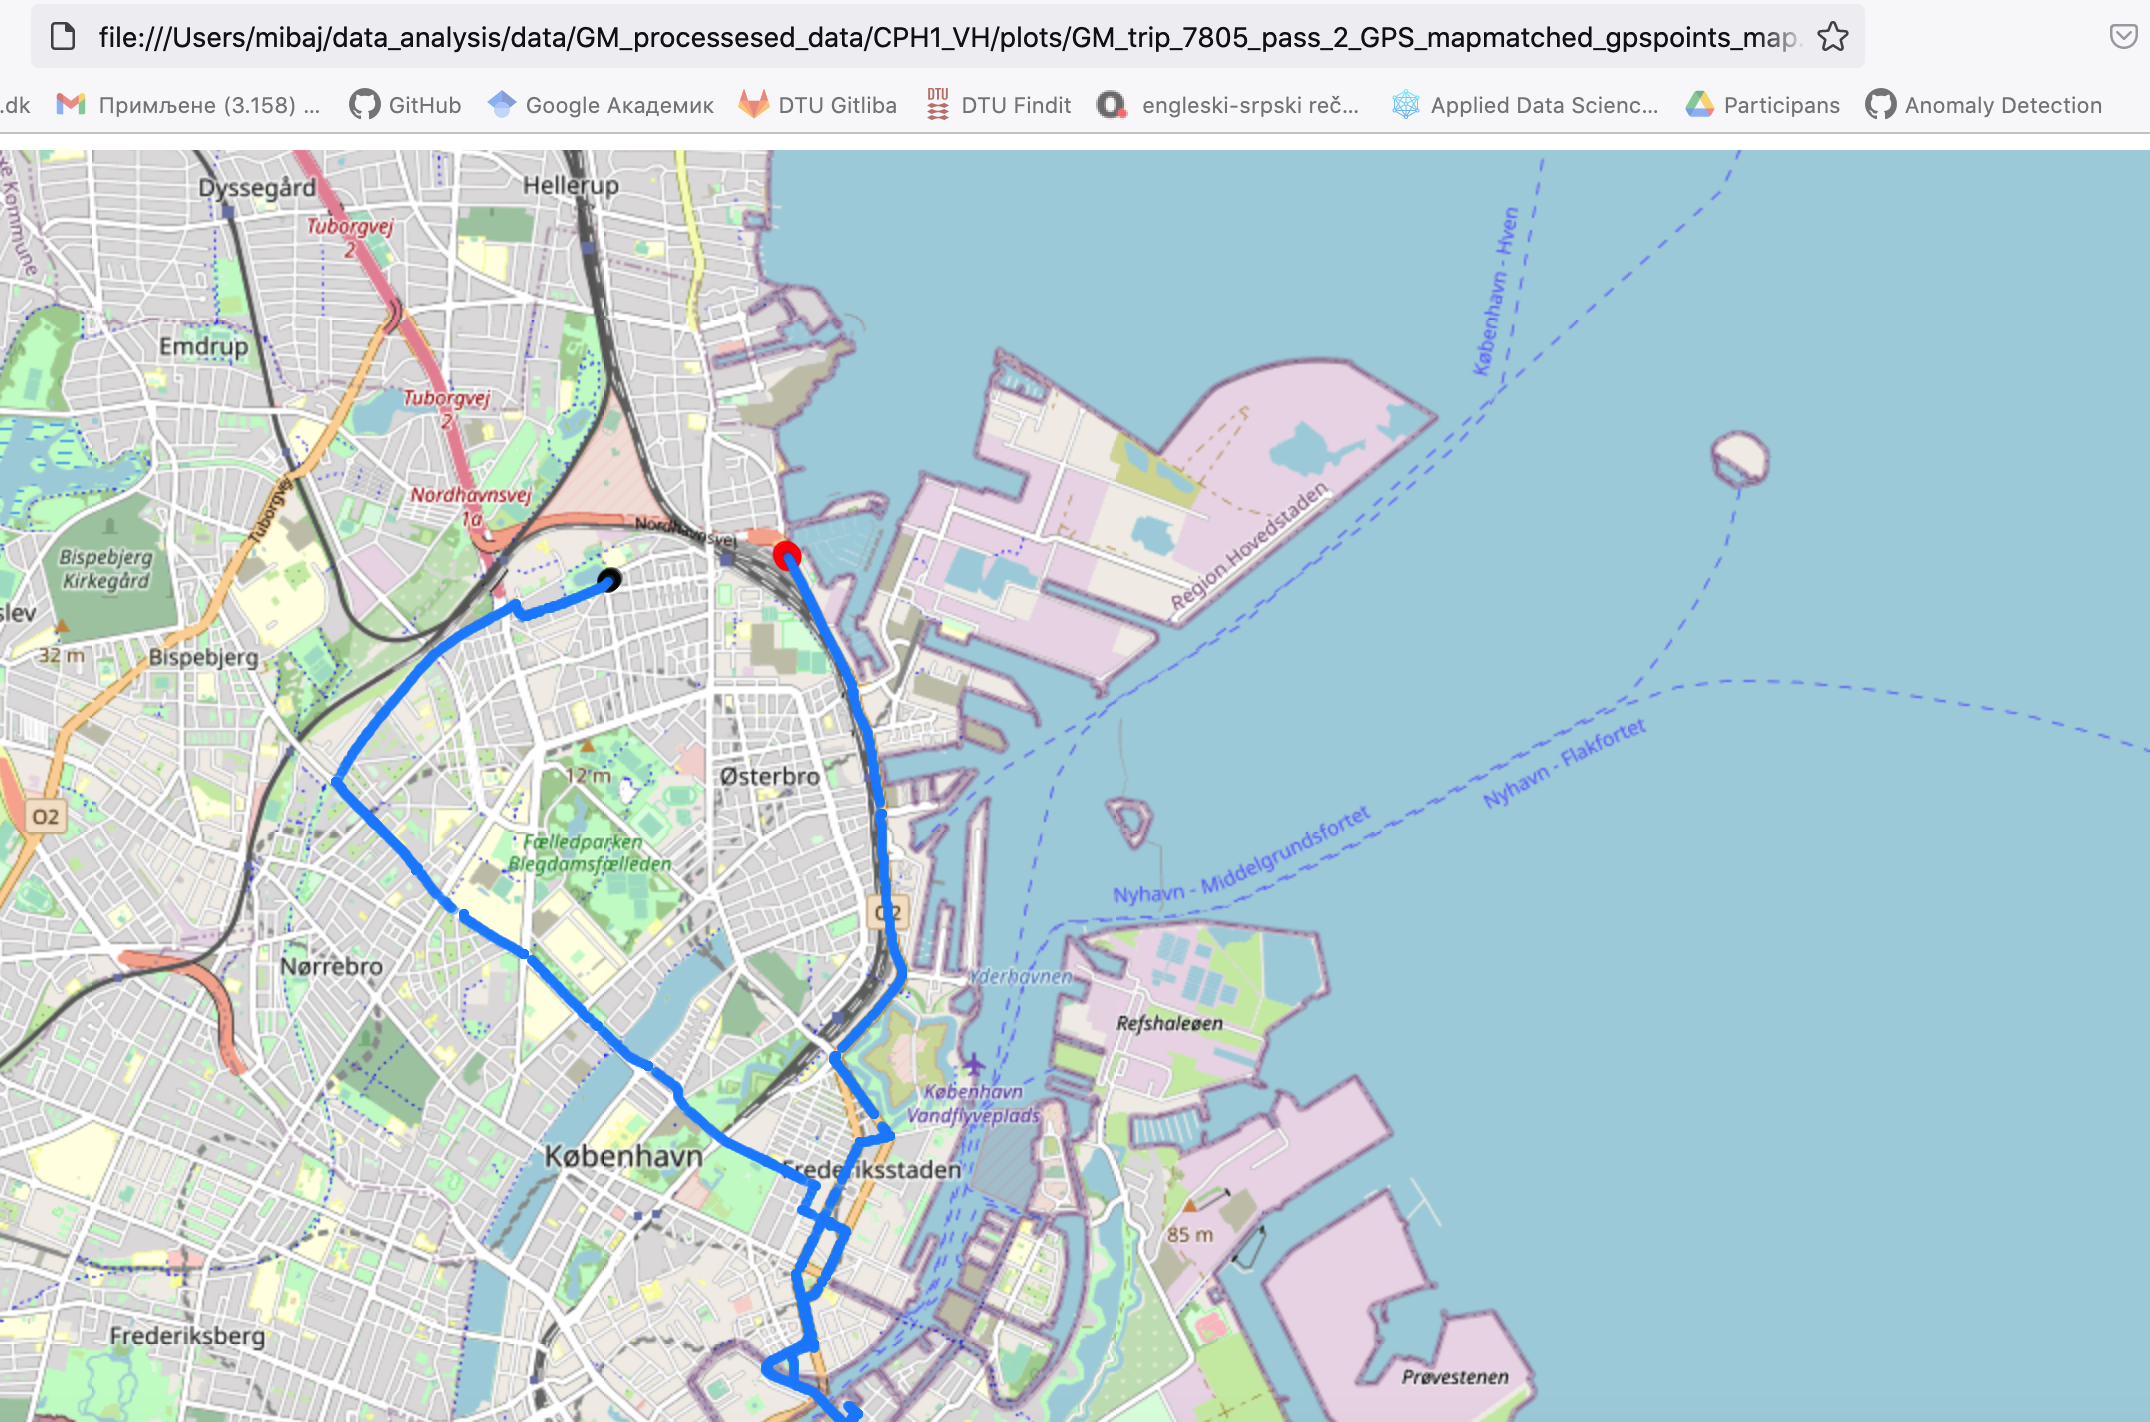 file:///Users/mibaj/data_analysis/data/GM_processesed_data/CPH1_VH/plots/GM_trip_7805_pass_2_GPS_mapmatched_gpspoints_map.
.dk
Примљене (3.158) ...
GitHub
Google Академик
DTU Gitliba
DTU
DTU Findit
engleski-srpski reč...
Applied Data Scienc...
Participans
Anomaly Detection
Dyssegård
Hellerup
Tuborgvej
2
København - Hven
Emdrup
Tuborgvej
2
Nordhavnsvej
1a
Tuborgvej
Nordhavnsvej
Bispebjerg
Kirkegård
Region Hovedstaden
slev
32 m
Bispebjerg
12 m
Østerbro
Nyhavn - Flakfortet
O2
Fælledparken
Blegdamsfælleden
Nyhavn - Middelgrundsfortet
O2
Nørrebro
Yderhavnen
Refshaleøen
København
Vandflyveplads
København
Frederiksstaden
85 m
Frederiksberg
Prøvestenen